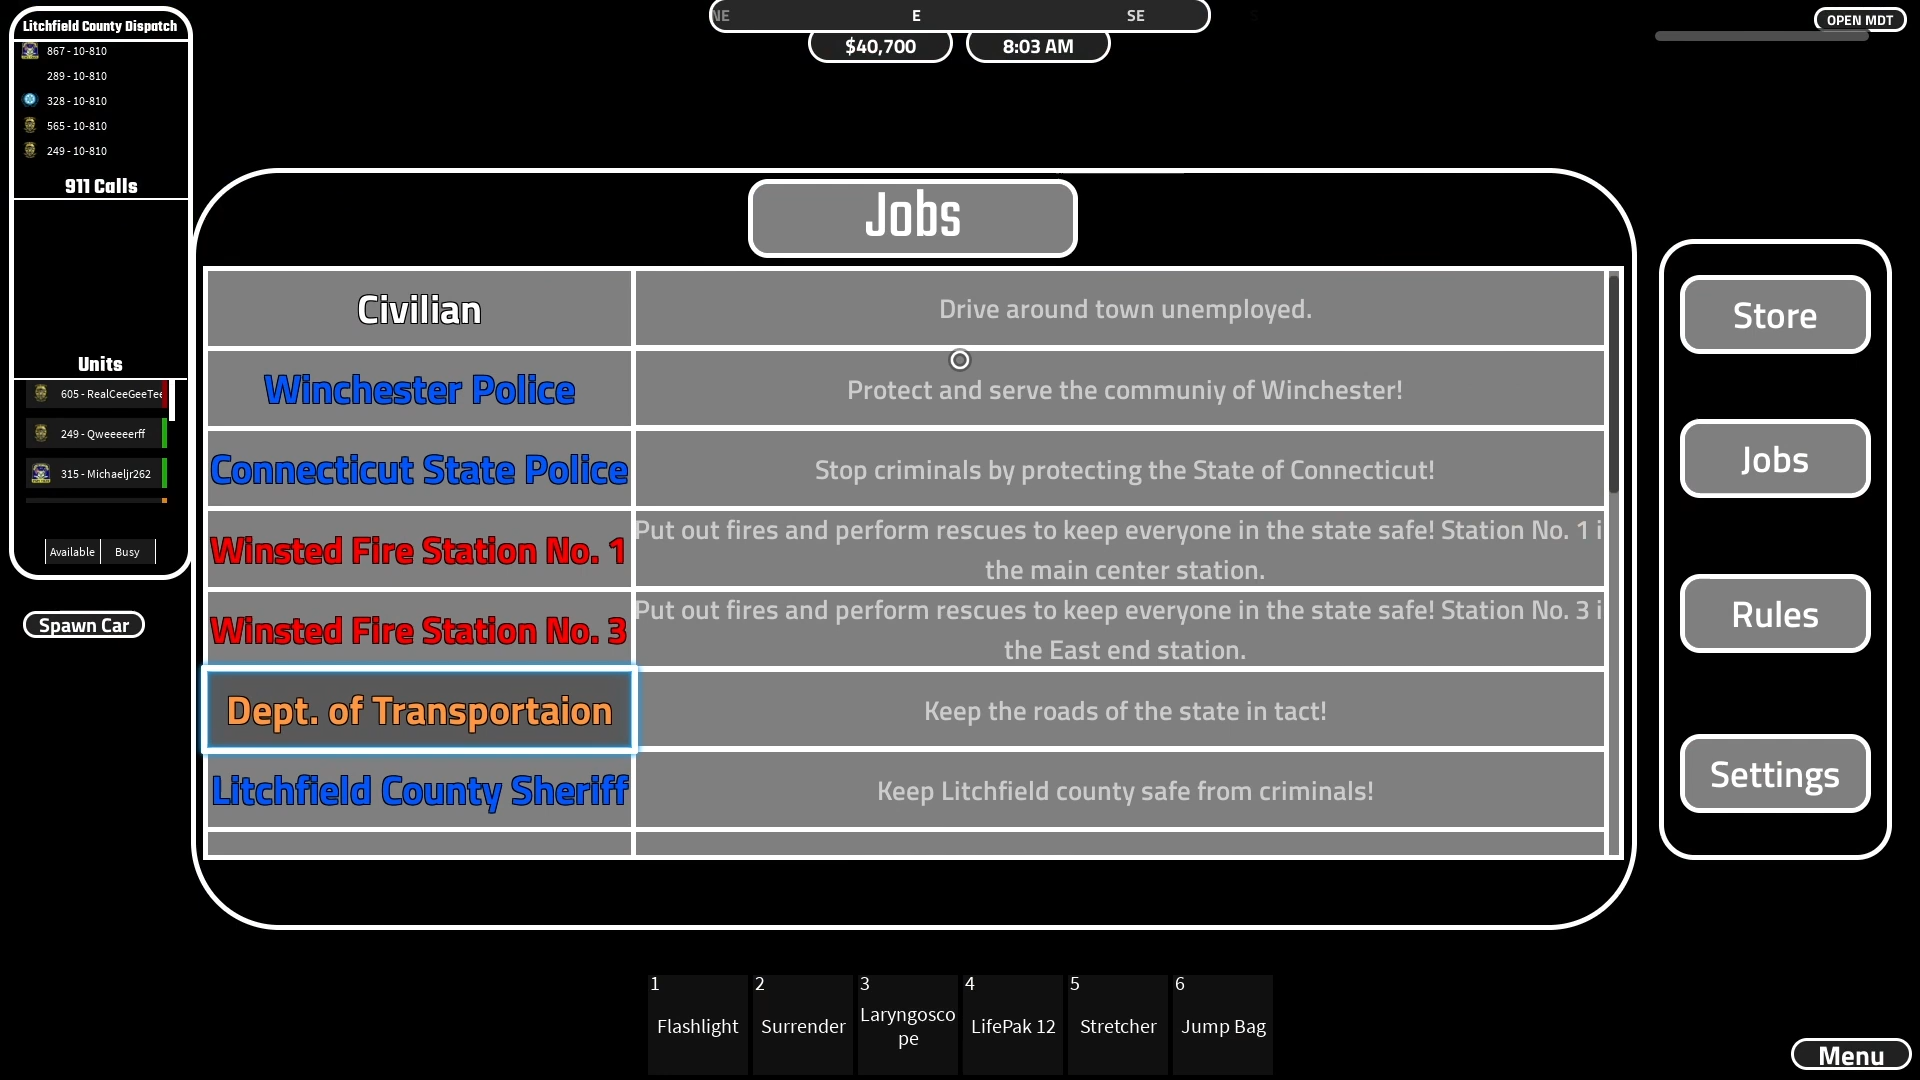 Litchfield County Dispatch
867 - 10-810
289 - 10-810
328 - 10-810
565 - 10-810
249 - 10-810
911 Calls
Units
605 - RealCeeGeeTee
249 - Qweeeeerff
315 - Michaeljr262
Available
Busy
Spawn Car
NE
E
SE
S
$40,700
8:03 AM
OPEN MDT
Jobs
Civilian
Drive around town unemployed.
Winchester Police
Protect and serve the communiy of Winchester!
Connecticut State Police
Stop criminals by protecting the State of Connecticut!
Winsted Fire Station No. 1
Put out fires and perform rescues to keep everyone in the state safe! Station No. 1 i
the main center station.
Winsted Fire Station No. 3
Put out fires and perform rescues to keep everyone in the state safe! Station No. 3 i
the East end station.
Dept. of Transportaion
Keep the roads of the state in tact!
Litchfield County Sheriff
Keep Litchfield county safe from criminals!
Store
Jobs
Rules
Settings
1
Flashlight
2
Surrender
3
Laryngosco
pe
4
LifePak 12
5
Stretcher
6
Jump Bag
Menu